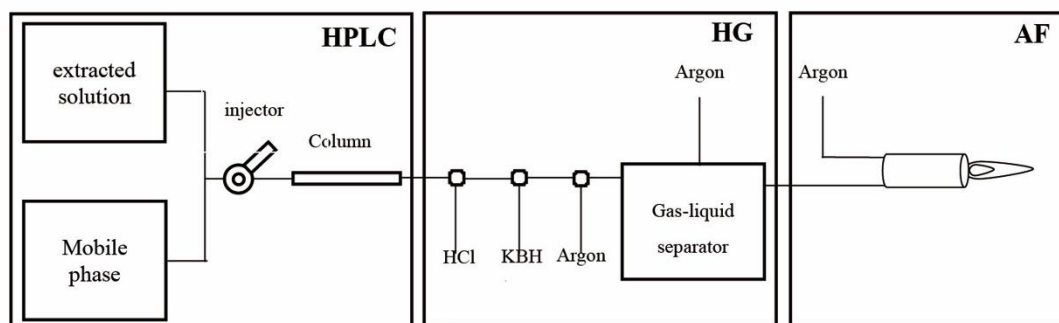 HPLC
extracted
solution
injector
Column
Mobile
phase
HG
Argon
HCl
KBH
Argon
Gas-liquid
separator
AF
Argon